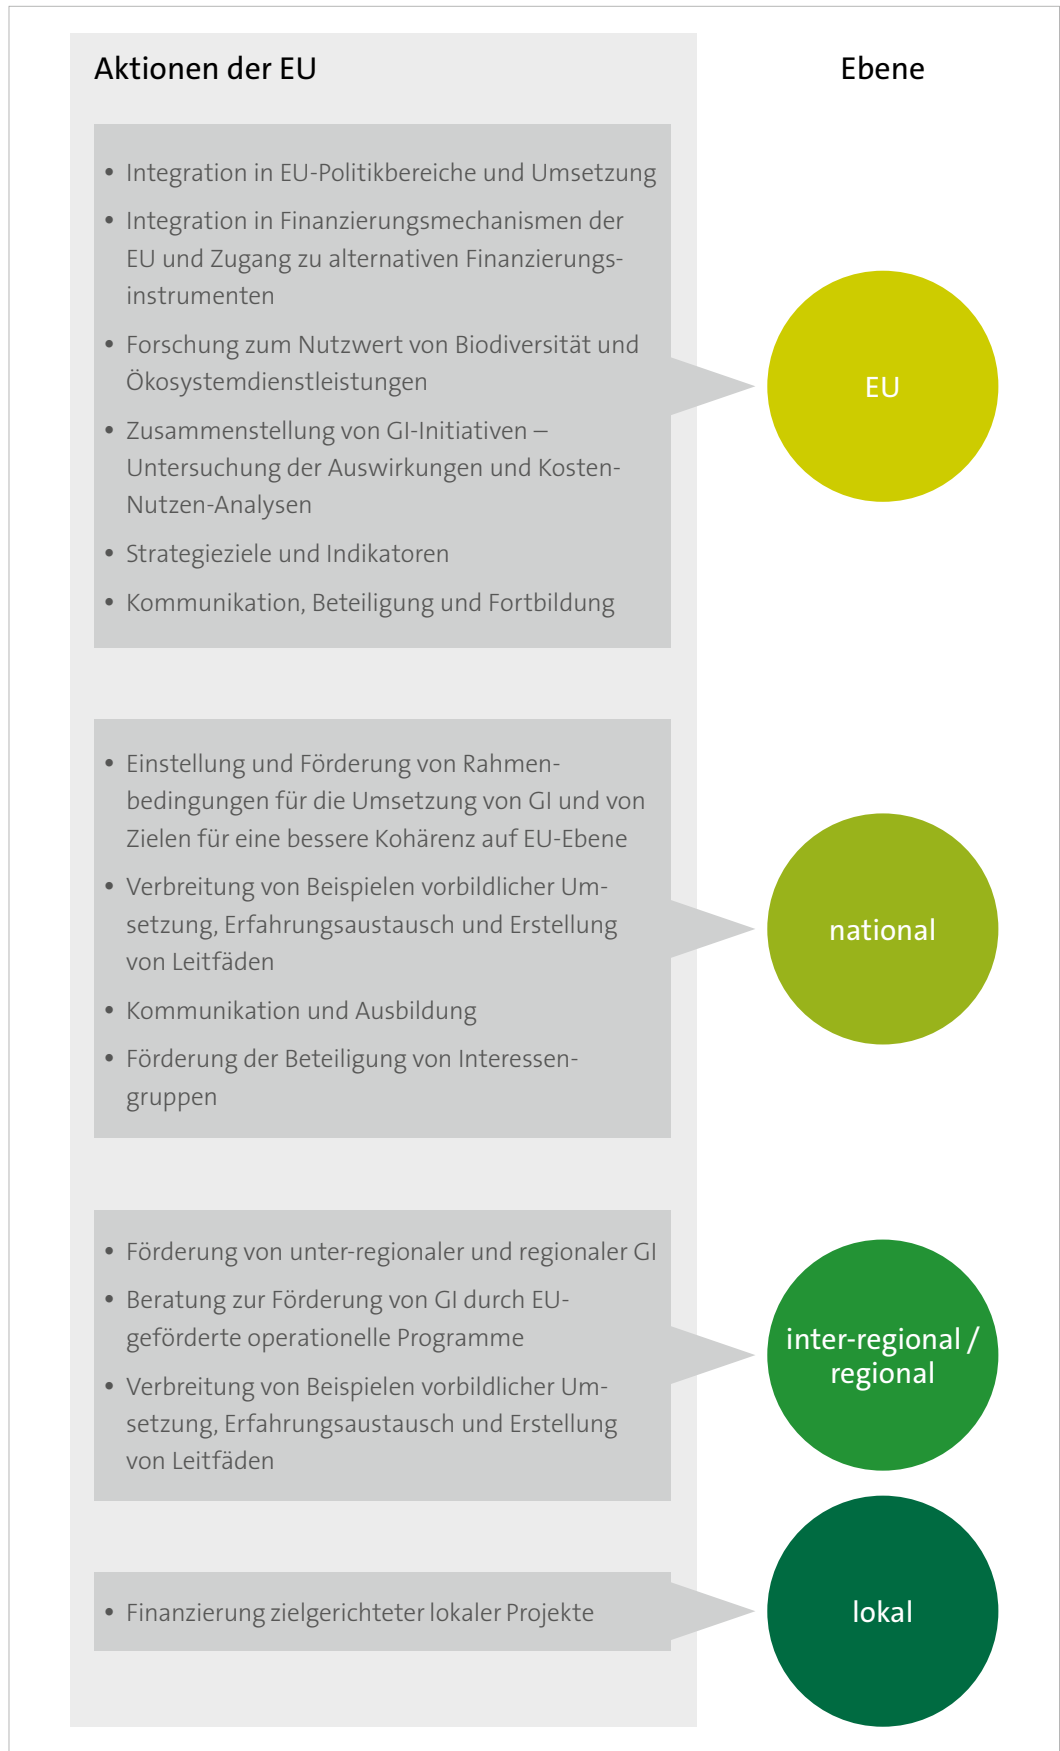 Aktionen der EU
Ebene
• Integration in EU-Politikbereiche und Umsetzung
• Integration in Finanzierungsmechanismen der
EU und Zugang zu alternativen Finanzierungs-
instrumenten
• Forschung zum Nutzwert von Biodiversität und
Ökosystemdienstleistungen
• Zusammenstellung von GI-Initiativen –
Untersuchung der Auswirkungen und Kosten-
Nutzen-Analysen
• Strategieziele und Indikatoren
• Kommunikation, Beteiligung und Fortbildung
EU
• Einstellung und Förderung von Rahmen-
bedingungen für die Umsetzung von GI und von
Zielen für eine bessere Kohärenz auf EU-Ebene
• Verbreitung von Beispielen vorbildlicher Um-
setzung, Erfahrungsaustausch und Erstellung
von Leitfäden
• Kommunikation und Ausbildung
• Förderung der Beteiligung von Interessen-
gruppen
national
• Förderung von unter-regionaler und regionaler GI
• Beratung zur Förderung von GI durch EU-
geförderte operationelle Programme
• Verbreitung von Beispielen vorbildlicher Um-
setzung, Erfahrungsaustausch und Erstellung
von Leitfäden
inter-regional /
regional
• Finanzierung zielgerichteter lokaler Projekte
lokal